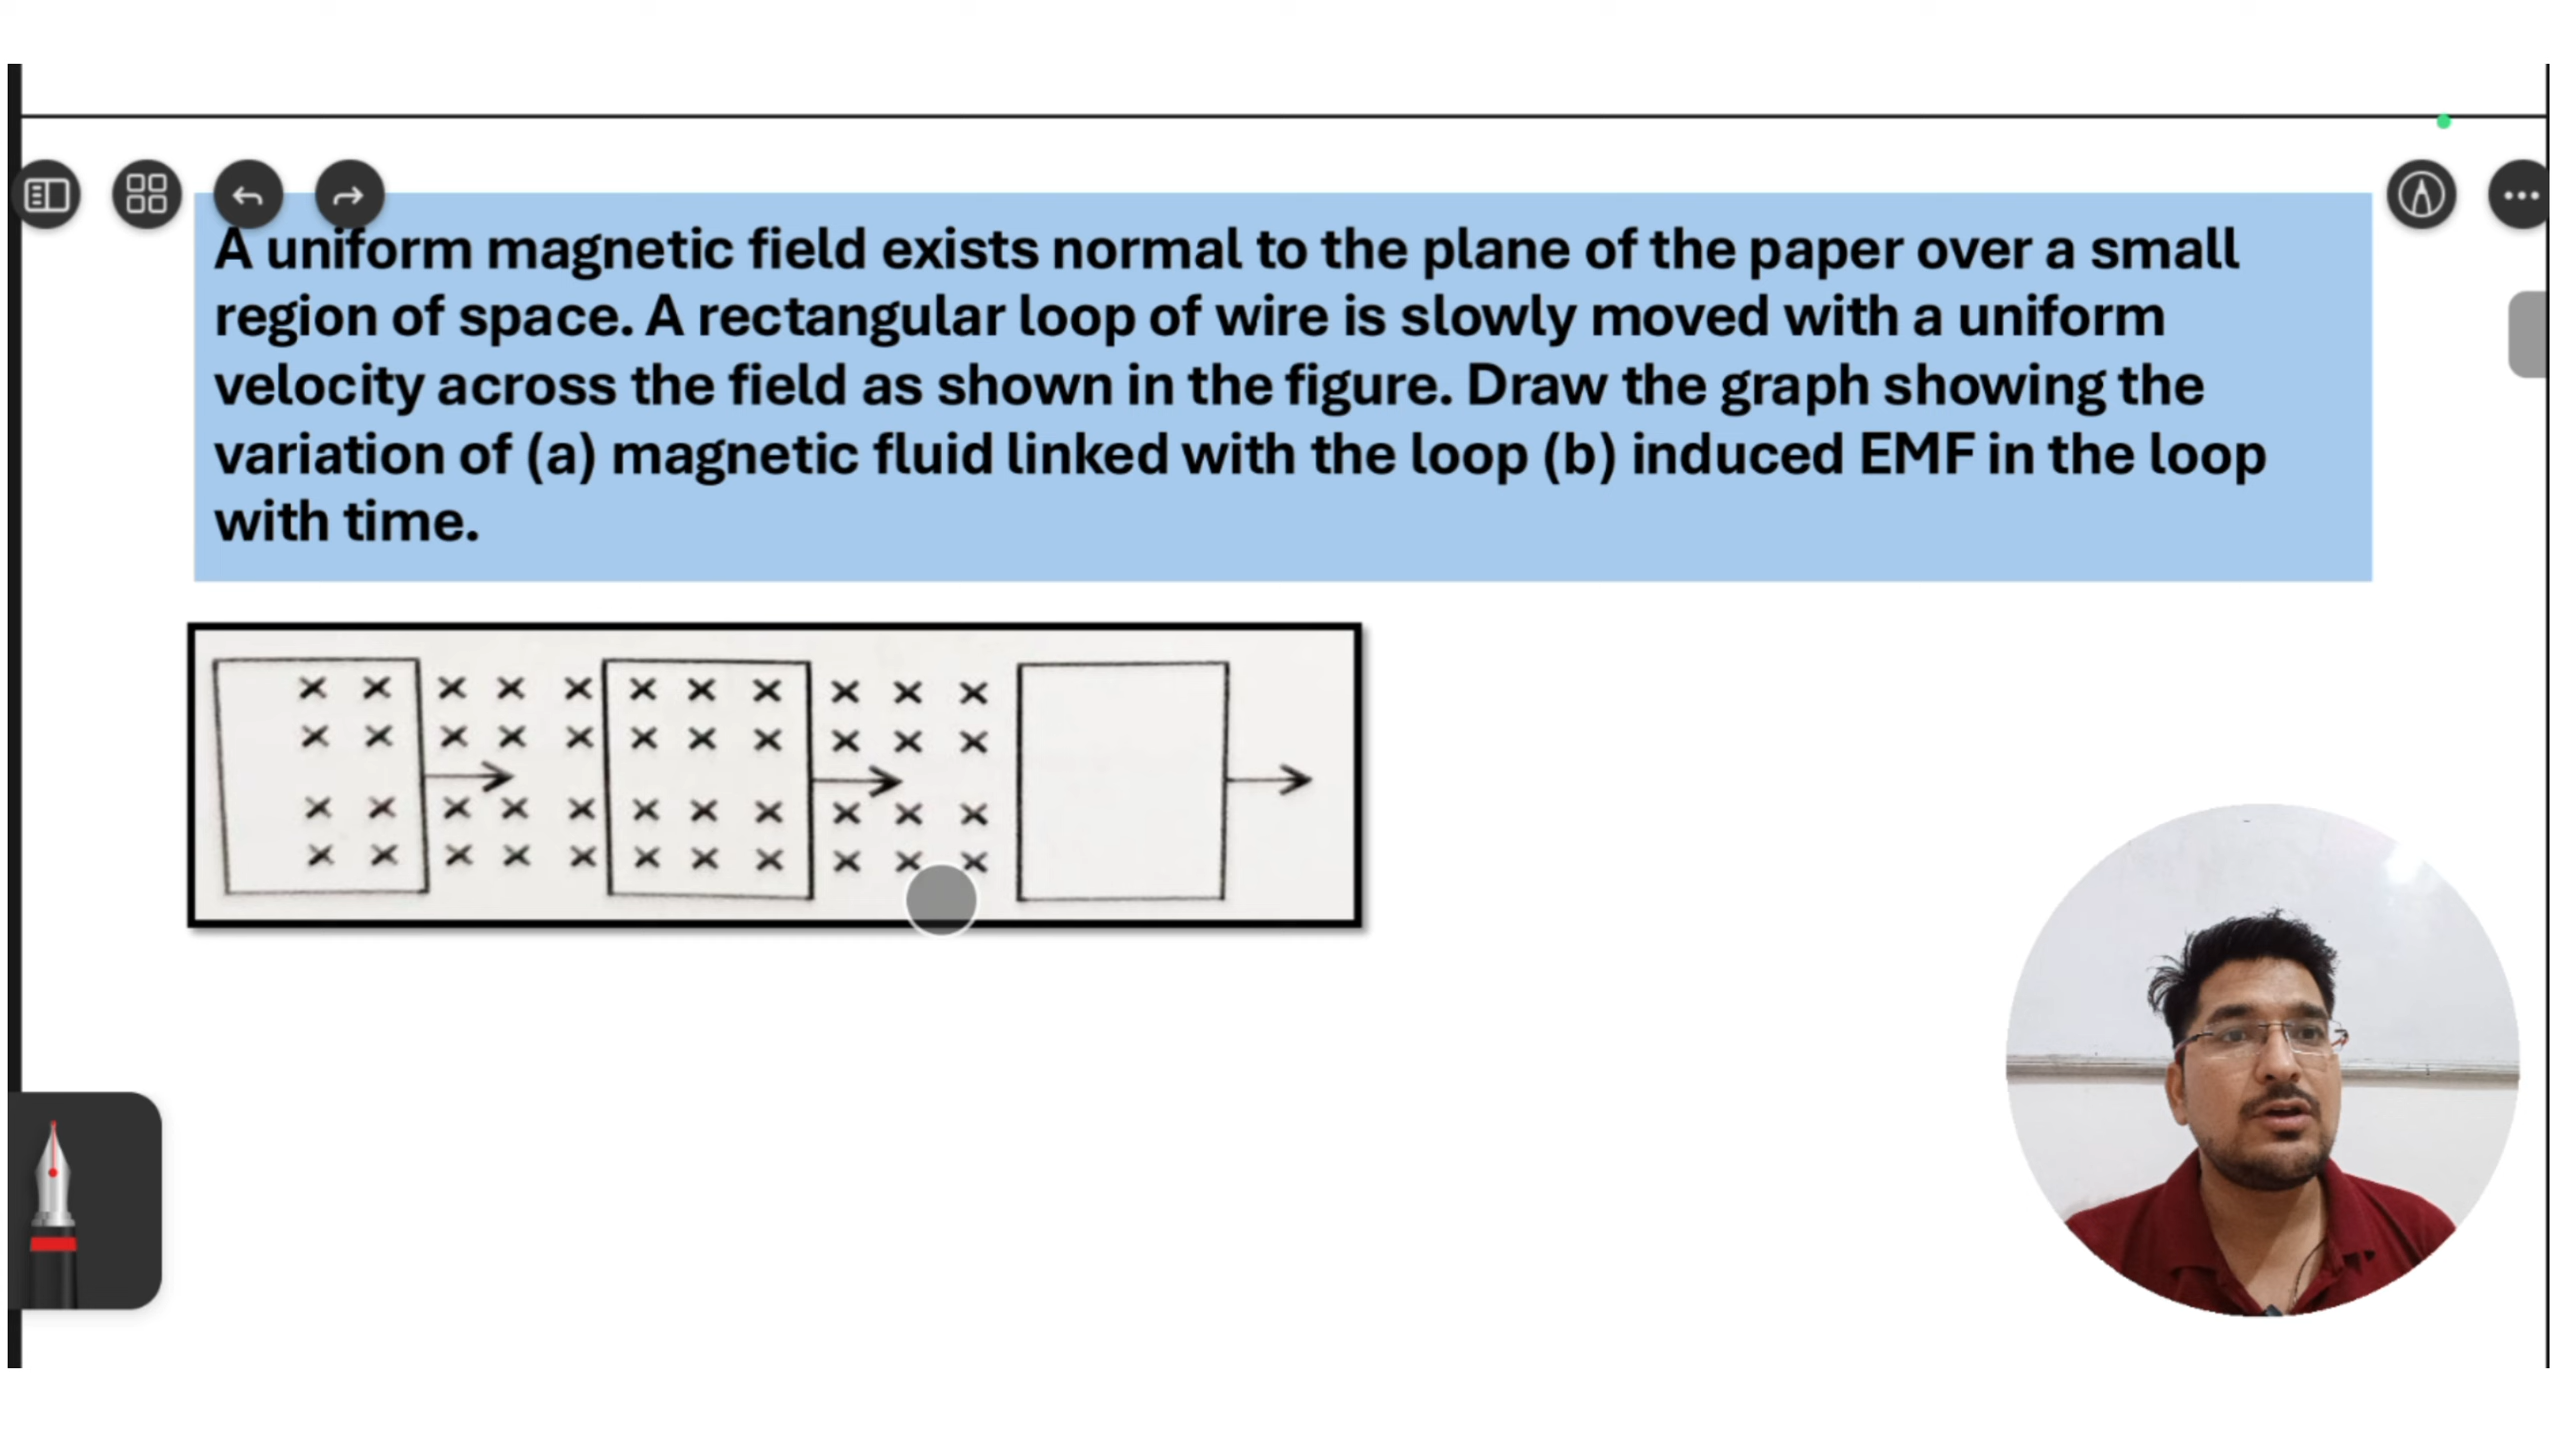 A uniform magnetic field exists normal to the plane of the paper over a small
region of space. A rectangular loop of wire is slowly moved with a uniform
velocity across the field as shown in the figure. Draw the graph showing the
variation of (a) magnetic fluid linked with the loop (b) induced EMF in the loop
with time.